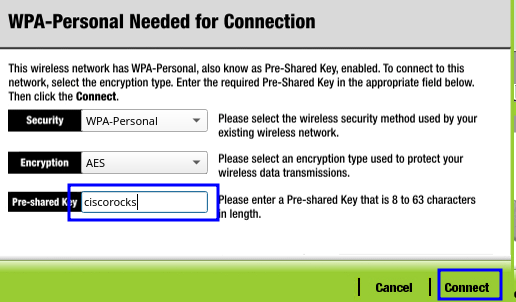 WPA-Personal Needed for Connection
This wireless network has WPA-Personal, also know as Pre-Shared Key, enabled. To connect to this
network, select the encryption type. Enter the required Pre-Shared Key in the appropriate field below.
Then click the Connect.
Security WPA-Personal Please select the wireless security method used by your
existing wireless network.
Encryption AES Please select an encryption type used to protect your
wireless data transmissions.
Pre-shared Key ciscorocks Please enter a Pre-shared Key that is 8 to 63 characters
in length.
Cancel Connect